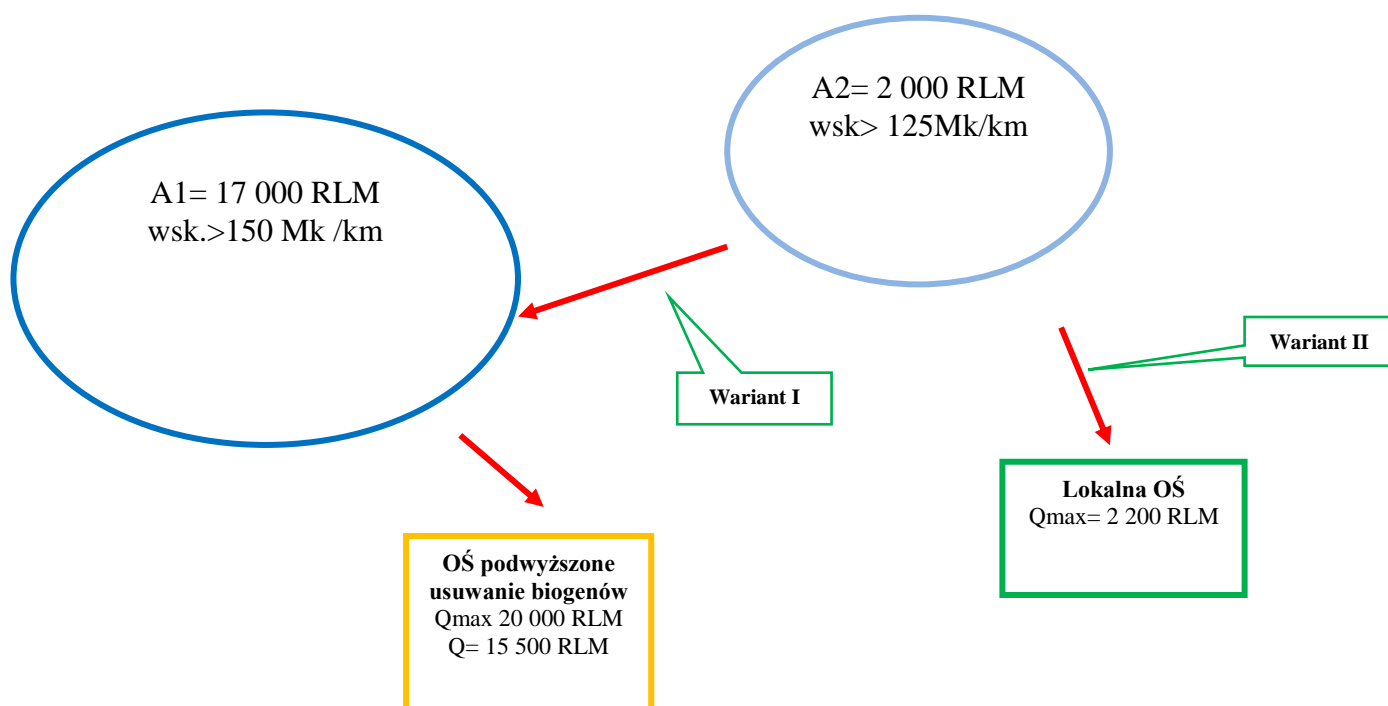 A1= 17 000 RLM
wsk.>150 Mk /km
A2= 2 000 RLM
wsk> 125Mk/km
Wariant I
Wariant II
OŚ podwyższone
usuwanie biogenów
Qmax 20 000 RLM
Q= 15 500 RLM
Lokalna OŚ
Qmax= 2 200 RLM